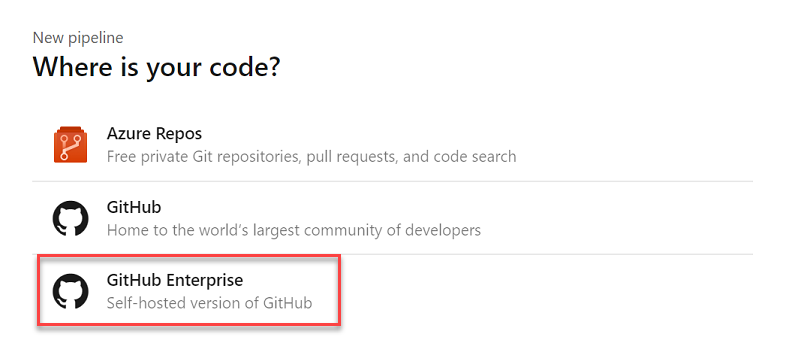 New pipeline
Where is your code?
Azure Repos
Free private Git repositories, pull requests, and code search
GitHub
Home to the world's largest community of developers
GitHub Enterprise
Self-hosted version of GitHub